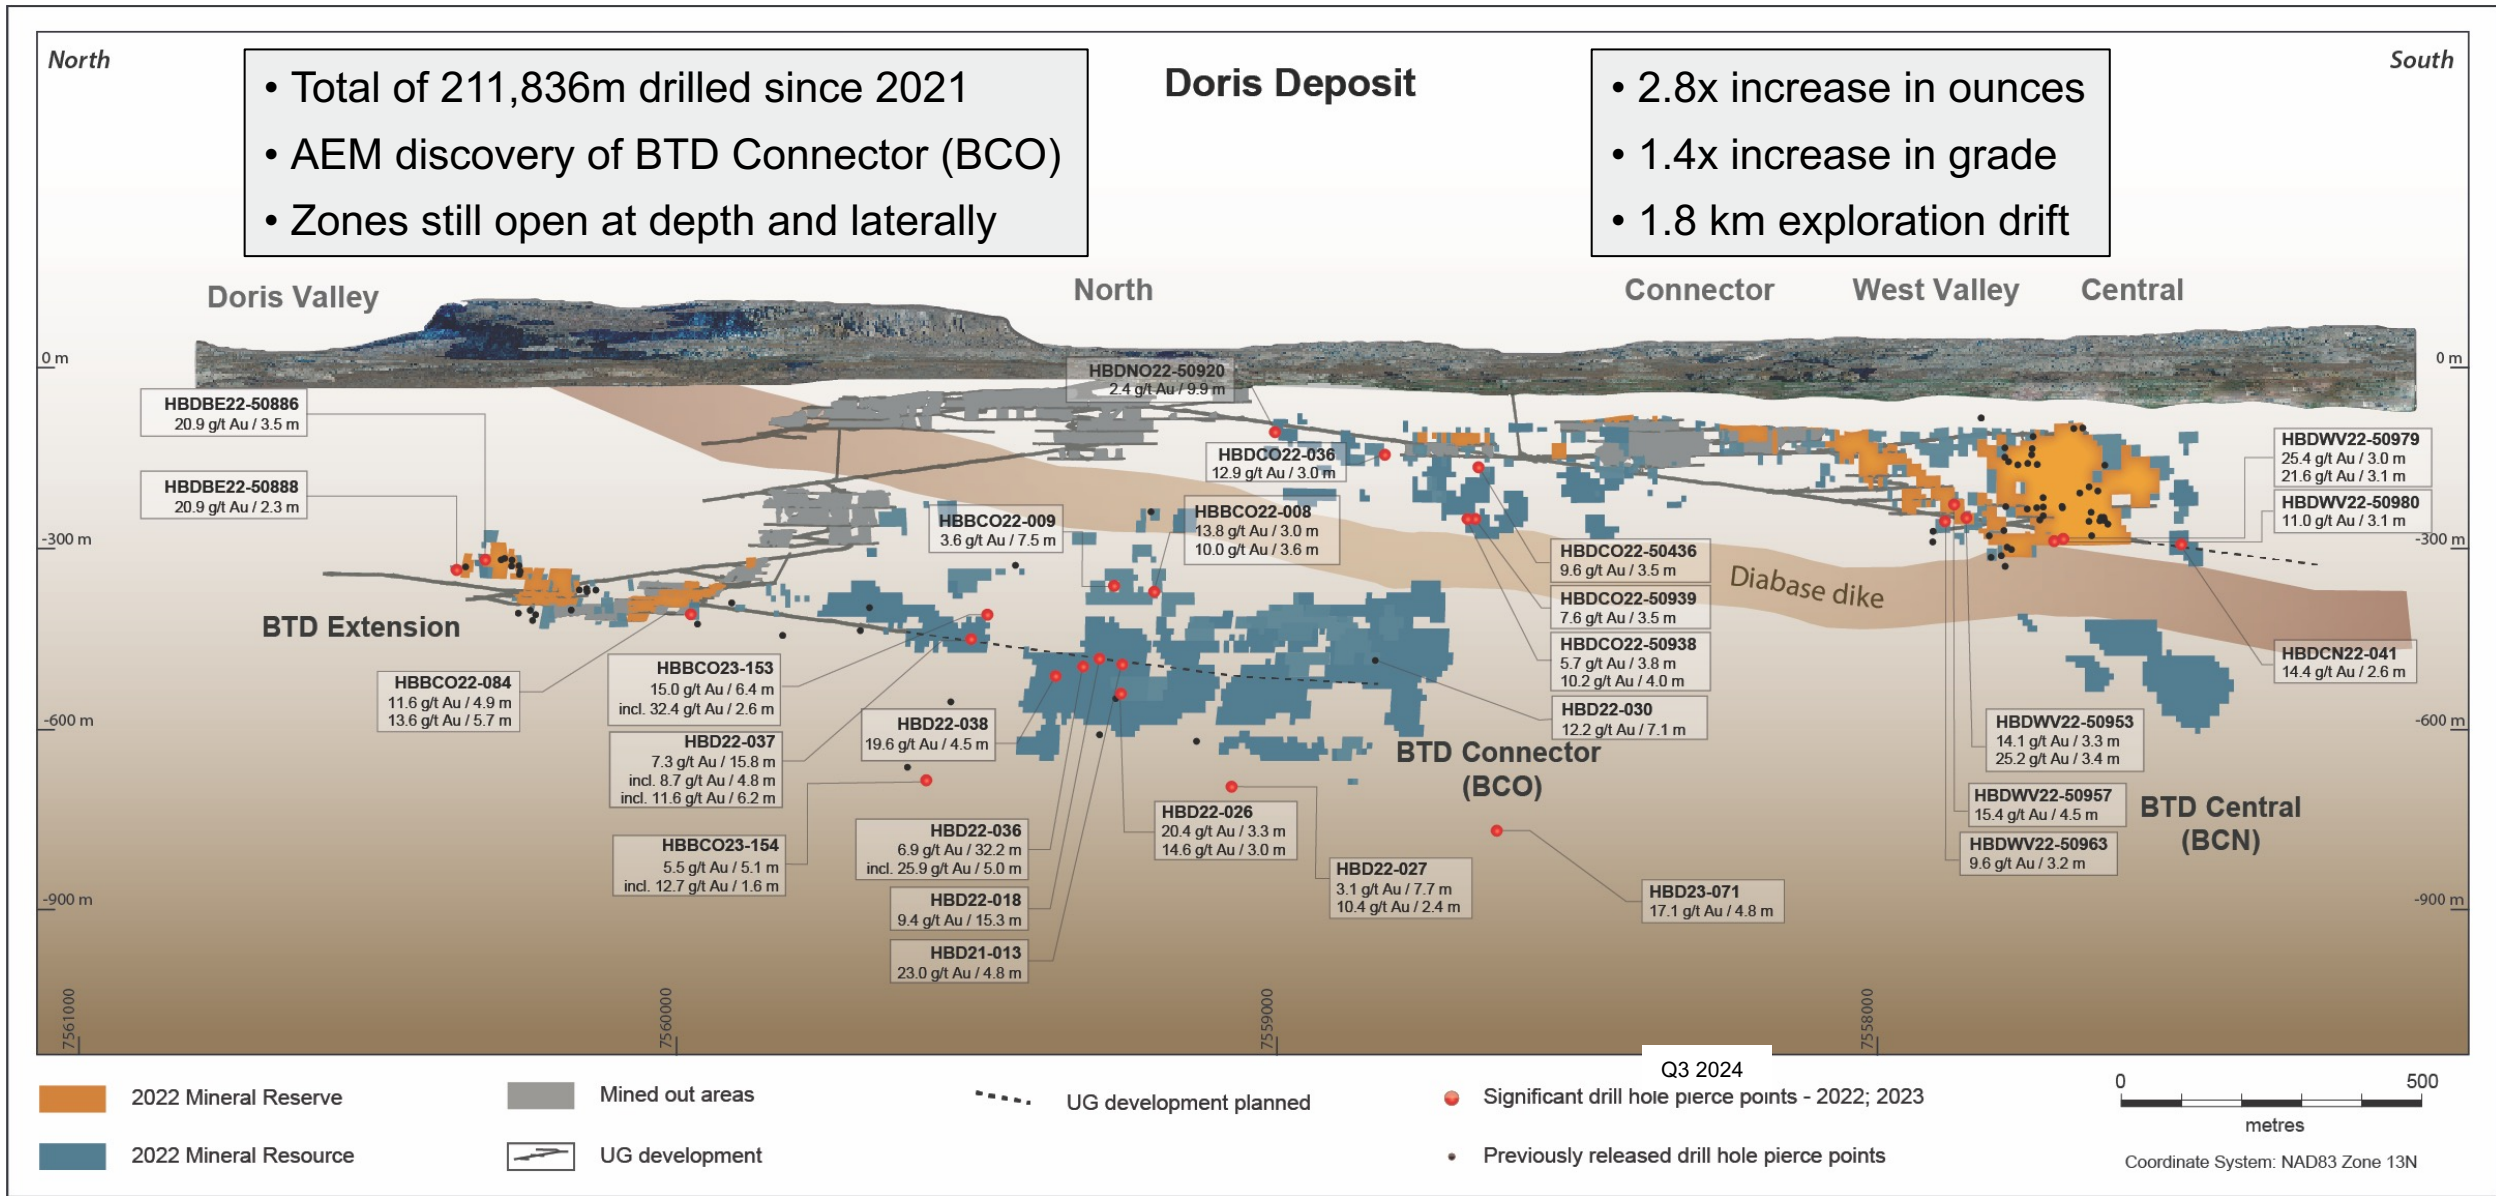 North
South
• Total of 211,836m drilled since 2021
• AEM discovery of BTD Connector (BCO)
• Zones still open at depth and laterally
Doris Deposit
• 2.8x increase in ounces
• 1.4x increase in grade
• 1.8 km exploration drift
Doris Valley
North
Connector
West Valley
Central
0 m
0 m
HBDNO22-50920
2.4 g/t Au / 9.9 m
HBDBE22-50886
20.9 g/t Au / 3.5 m
HBDCO22-036
12.9 g/t Au / 3.0 m
HBDWV22-50979
25.4 g/t Au / 3.0 m
21.6 g/t Au / 3.1 m
HBDBE22-50888
20.9 g/t Au / 2.3 m
HBBCO22-009
3.6 g/t Au / 7.5 m
HBBCO22-008
13.8 g/t Au / 3.0 m
10.0 g/t Au / 3.6 m
HBDWV22-50980
11.0 g/t Au / 3.1 m
-300 m
-300 m
HBDCO22-50436
9.6 g/t Au / 3.5 m
Diabase dike
HBDCO22-50939
7.6 g/t Au / 3.5 m
BTD Extension
HBDCO22-50938
5.7 g/t Au / 3.8 m
10.2 g/t Au / 4.0 m
HBDCN22-041
14.4 g/t Au / 2.6 m
HBBCO22-084
11.6 g/t Au / 4.9 m
13.6 g/t Au / 5.7 m
HBBCO23-153
15.0 g/t Au / 6.4 m
incl. 32.4 g/t Au / 2.6 m
-600 m
-600 m
HBD22-038
19.6 g/t Au / 4.5 m
HBD22-030
12.2 g/t Au / 7.1 m
HBDWV22-50953
14.1 g/t Au / 3.3 m
25.2 g/t Au / 3.4 m
HBD22-037
7.3 g/t Au / 15.8 m
incl. 8.7 g/t Au / 4.8 m
incl. 11.6 g/t Au / 6.2 m
BTD Connector
(BCO)
HBDWV22-50957
15.4 g/t Au / 4.5 m
BTD Central
(BCN)
HBBCO23-154
5.5 g/t Au / 5.1 m
incl. 12.7 g/t Au / 1.6 m
HBD22-036
6.9 g/t Au / 32.2 m
incl. 25.9 g/t Au / 5.0 m
HBD22-026
20.4 g/t Au / 3.3 m
14.6 g/t Au / 3.0 m
HBDWV22-50963
9.6 g/t Au / 3.2 m
HBD22-027
3.1 g/t Au / 7.7 m
10.4 g/t Au / 2.4 m
HBD23-071
17.1 g/t Au / 4.8 m
HBD22-018
9.4 g/t Au / 15.3 m
-900 m
-900 m
HBD21-013
23.0 g/t Au / 4.8 m
7561000
7560000
7559000
7558000
Q3 2024
2022 Mineral Reserve
Mined out areas
UG development planned
Significant drill hole pierce points - 2022; 2023
0 500
metres
2022 Mineral Resource
UG development
Previously released drill hole pierce points
Coordinate System: NAD83 Zone 13N